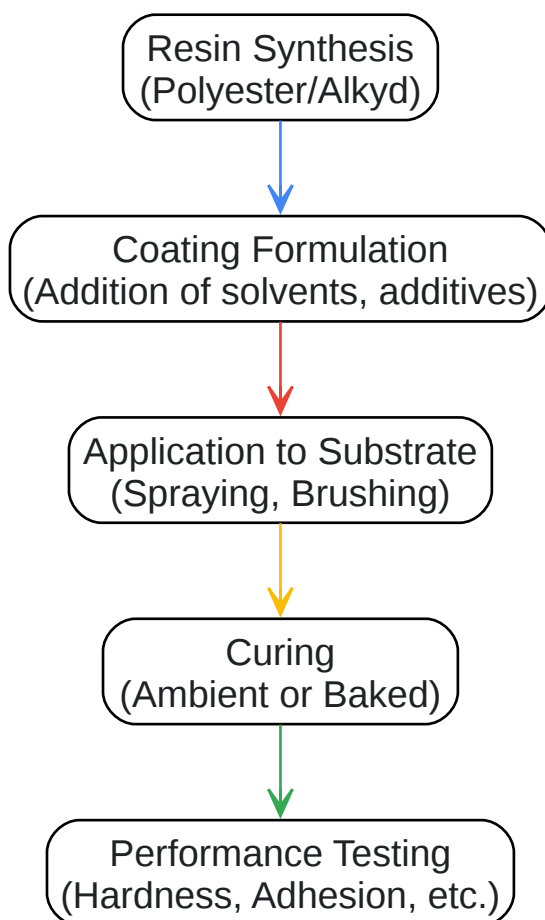 Resin Synthesis
(Polyester/Alkyd)
Coating Formulation
(Addition of solvents, additives)
Application to Substrate
(Spraying, Brushing)
Curing
(Ambient or Baked)
Performance Testing
(Hardness, Adhesion, etc.)